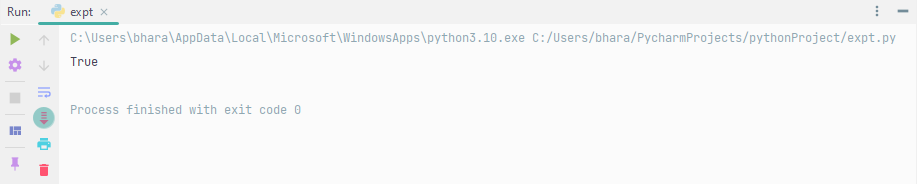 Run: expt
C:\Users\bhara\AppData\Local\Microsoft\WindowsApps\python3.10.exe C:/Users/bhara/PycharmProjects/pythonProject/expt.py
True
Process finished with exit code 0